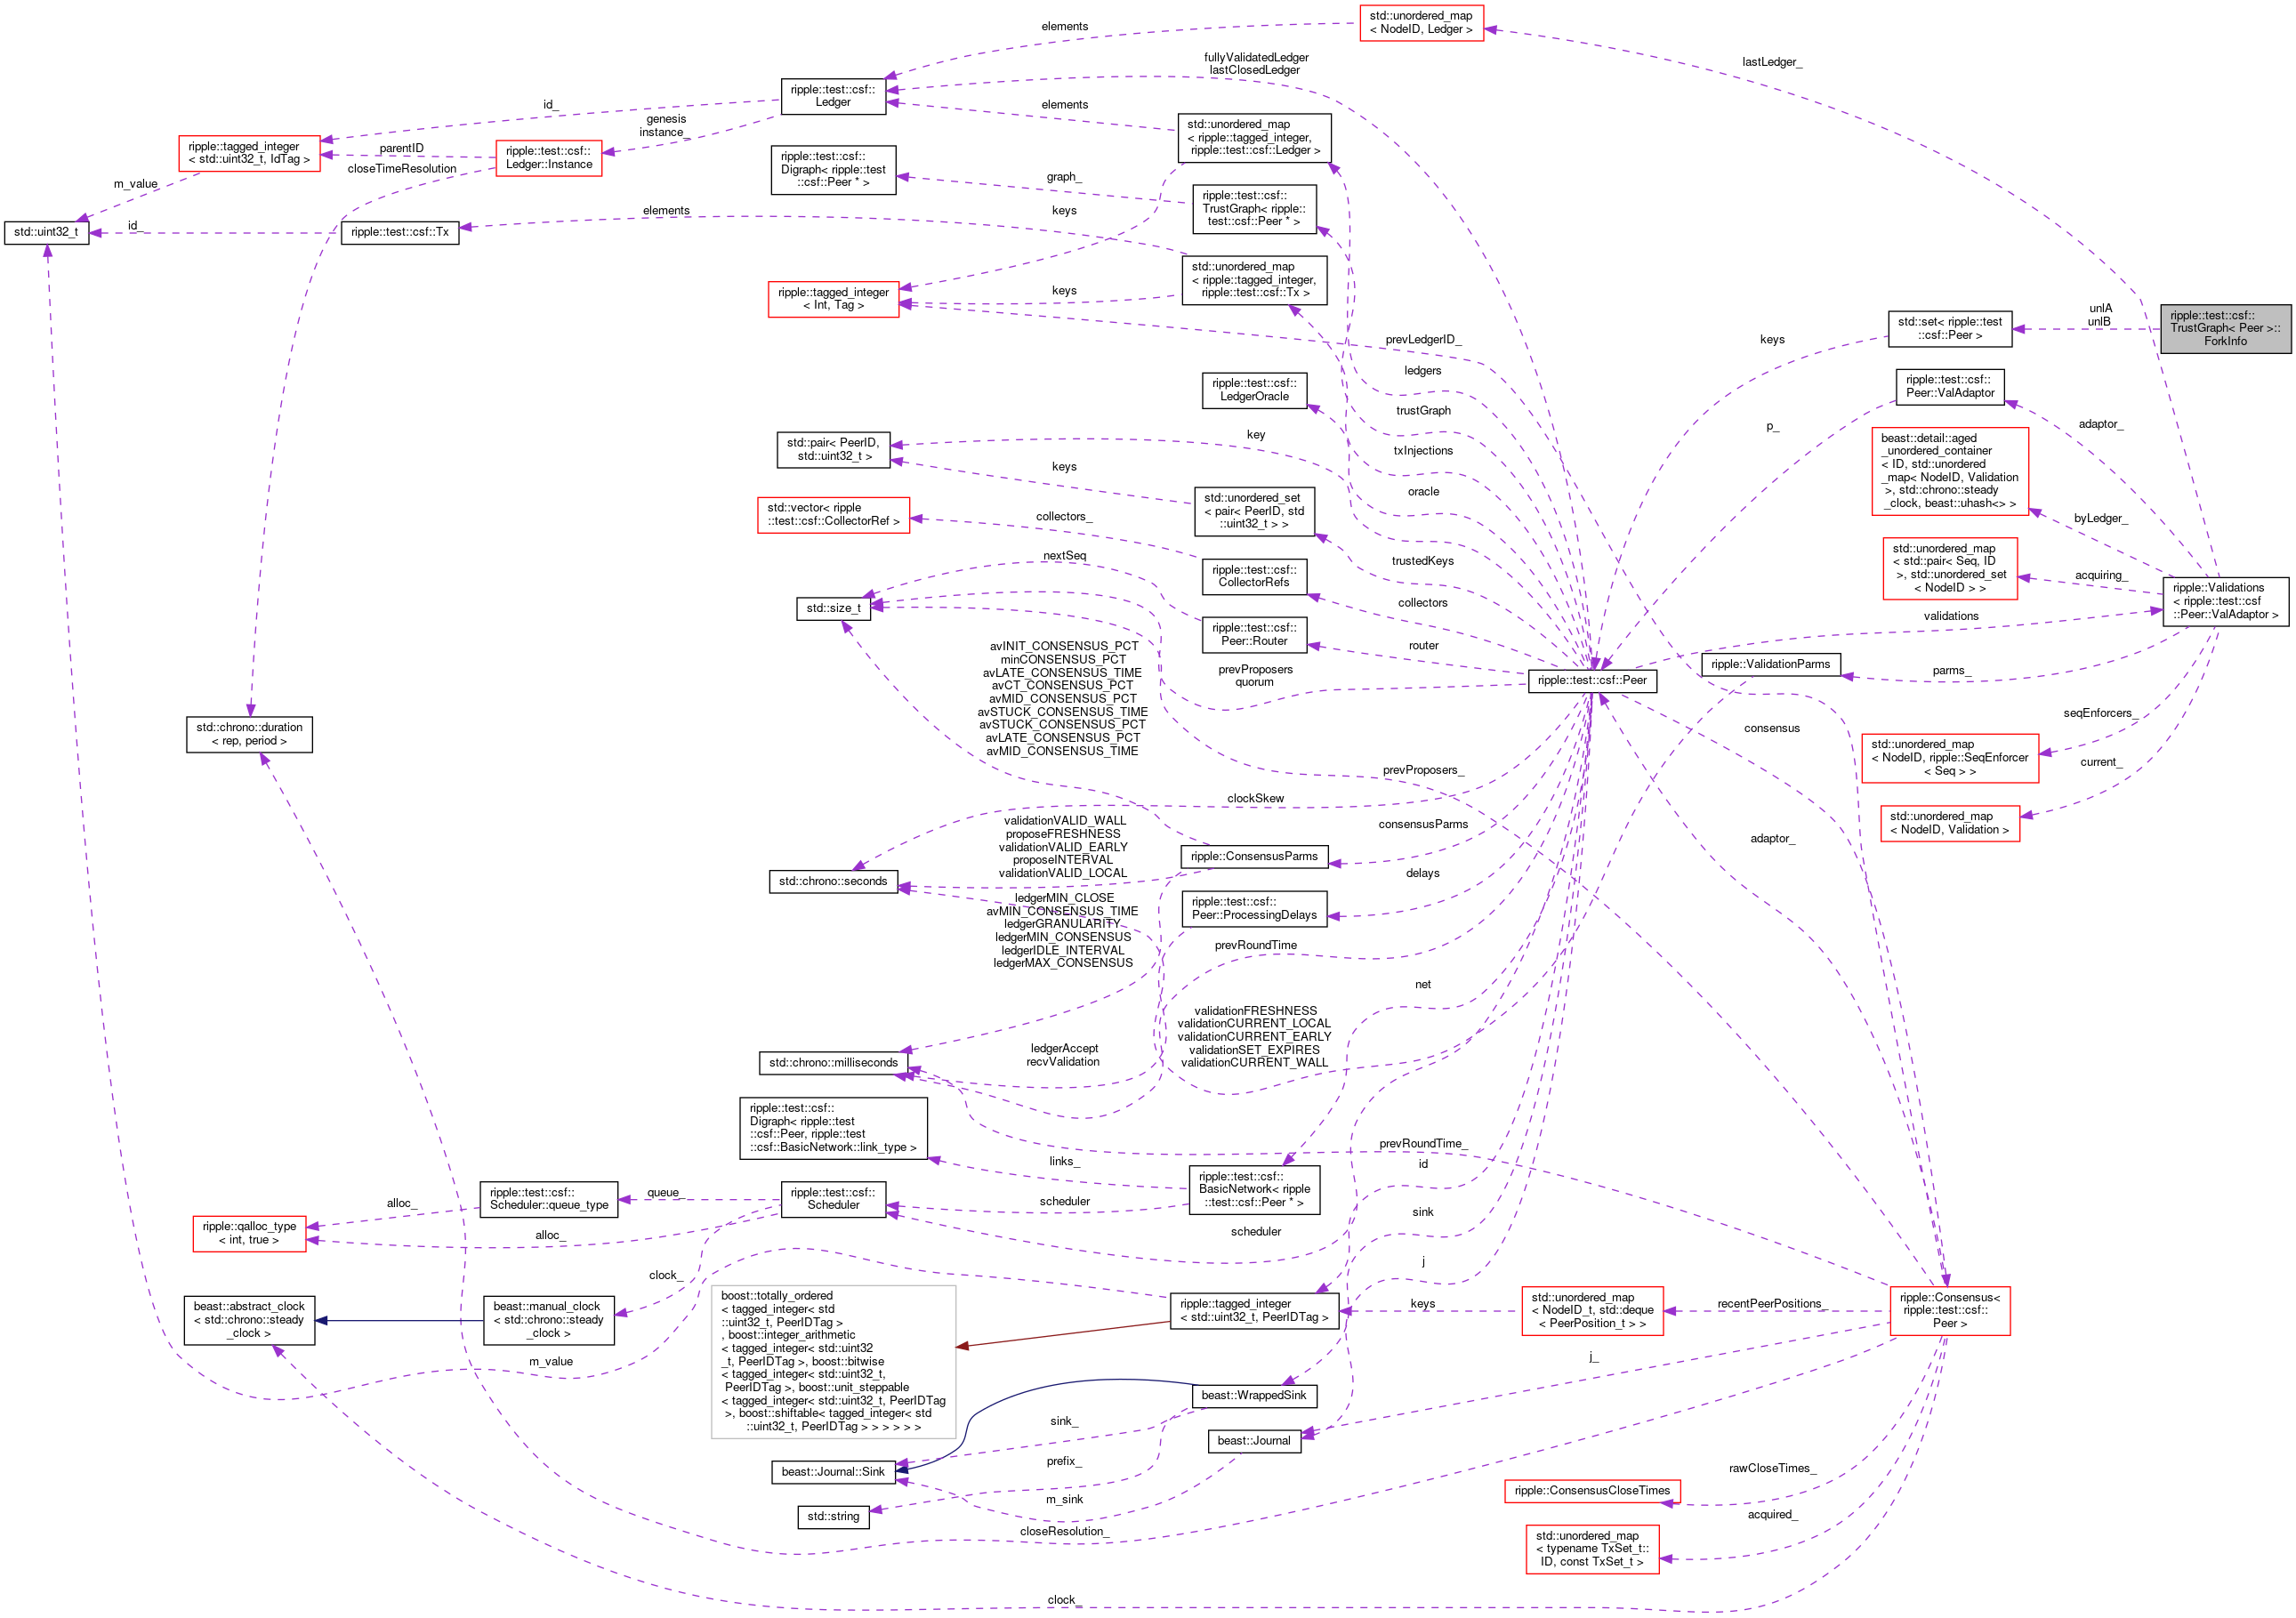 std::unordered_map
< NodeID, Ledger >
elements
fullyValidatedLedger
lastClosedLedger
lastLedger_
ripple::test::csf::
Ledger
id_
genesis
instance_
elements
std::unordered_map
< ripple::tagged_integer,
ripple::test::csf::Ledger >
ripple::tagged_integer
< std::uint32_t, IdTag >
parentID
ripple::test::csf::
Ledger::Instance
closeTimeResolution
ripple::test::csf::
Digraph< ripple::test
::csf::Peer * >
graph_
ripple::test::csf::
TrustGraph< ripple::
test::csf::Peer * >
m_value
std::uint32_t
id_
ripple::test::csf::Tx
elements
keys
std::unordered_map
< ripple::tagged_integer,
ripple::test::csf::Tx >
ripple::tagged_integer
< Int, Tag >
keys
prevLedgerID_
ledgers
trustGraph
txInjections
oracle
ripple::test::csf::
LedgerOracle
keys
std::set< ripple::test
::csf::Peer >
unlA
unlB
ripple::test::csf::
TrustGraph< Peer >::
ForkInfo
ripple::test::csf::
Peer::ValAdaptor
p_
adaptor_
beast::detail::aged
_unordered_container
< ID, std::unordered
_map< NodeID, Validation
>, std::chrono::steady
_clock, beast::uhash<> >
byLedger_
std::pair< PeerID,
std::uint32_t >
key
keys
std::unordered_set
< pair< PeerID, std
::uint32_t > >
std::vector< ripple
::test::csf::CollectorRef >
collectors_
trustedKeys
ripple::test::csf::
CollectorRefs
collectors
std::unordered_map
< std::pair< Seq, ID
>, std::unordered_set
< NodeID > >
acquiring_
ripple::Validations
< ripple::test::csf
::Peer::ValAdaptor >
validations
nextSeq
std::size_t
ripple::test::csf::
Peer::Router
router
prevProposers
quorum
ripple::test::csf::Peer
ripple::ValidationParms
parms_
avINIT_CONSENSUS_PCT
minCONSENSUS_PCT
avLATE_CONSENSUS_TIME
avCT_CONSENSUS_PCT
avMID_CONSENSUS_PCT
avSTUCK_CONSENSUS_TIME
avSTUCK_CONSENSUS_PCT
avLATE_CONSENSUS_PCT
avMID_CONSENSUS_TIME
std::chrono::duration
< rep, period >
consensus
seqEnforcers_
std::unordered_map
< NodeID, ripple::SeqEnforcer
< Seq > >
current_
std::unordered_map
< NodeID, Validation >
prevProposers_
clockSkew
consensusParms
adaptor_
validationVALID_WALL
proposeFRESHNESS
validationVALID_EARLY
proposeINTERVAL
validationVALID_LOCAL
ripple::ConsensusParms
std::chrono::seconds
delays
ripple::test::csf::
Peer::ProcessingDelays
ledgerMIN_CLOSE
avMIN_CONSENSUS_TIME
ledgerGRANULARITY
ledgerMIN_CONSENSUS
ledgerIDLE_INTERVAL
ledgerMAX_CONSENSUS
prevRoundTime
net
validationFRESHNESS
validationCURRENT_LOCAL
validationCURRENT_EARLY
validationSET_EXPIRES
validationCURRENT_WALL
std::chrono::milliseconds
ledgerAccept
recvValidation
ripple::test::csf::
Digraph< ripple::test
::csf::Peer, ripple::test
::csf::BasicNetwork::link_type >
links_
prevRoundTime_
id
ripple::test::csf::
BasicNetwork< ripple
::test::csf::Peer * >
scheduler
ripple::test::csf::
Scheduler
queue_
ripple::test::csf::
Scheduler::queue_type
alloc_
ripple::qalloc_type
< int, true >
alloc_
scheduler
sink
j
clock_
beast::abstract_clock
< std::chrono::steady
_clock >
beast::manual_clock
< std::chrono::steady
_clock >
m_value
boost::totally_ordered
< tagged_integer< std
::uint32_t, PeerIDTag >
, boost::integer_arithmetic
< tagged_integer< std::uint32
_t, PeerIDTag >, boost::bitwise
< tagged_integer< std::uint32_t,
PeerIDTag >, boost::unit_steppable
< tagged_integer< std::uint32_t, PeerIDTag
>, boost::shiftable< tagged_integer< std
::uint32_t, PeerIDTag > > > > > >
ripple::tagged_integer
< std::uint32_t, PeerIDTag >
keys
std::unordered_map
< NodeID_t, std::deque
< PeerPosition_t > >
recentPeerPositions_
ripple::Consensus<
ripple::test::csf::
Peer >
j_
beast::WrappedSink
sink_
beast::Journal
prefix_
beast::Journal::Sink
m_sink
std::string
rawCloseTimes_
ripple::ConsensusCloseTimes
acquired_
std::unordered_map
< typename TxSet_t::
ID, const TxSet_t >
closeResolution_
clock_